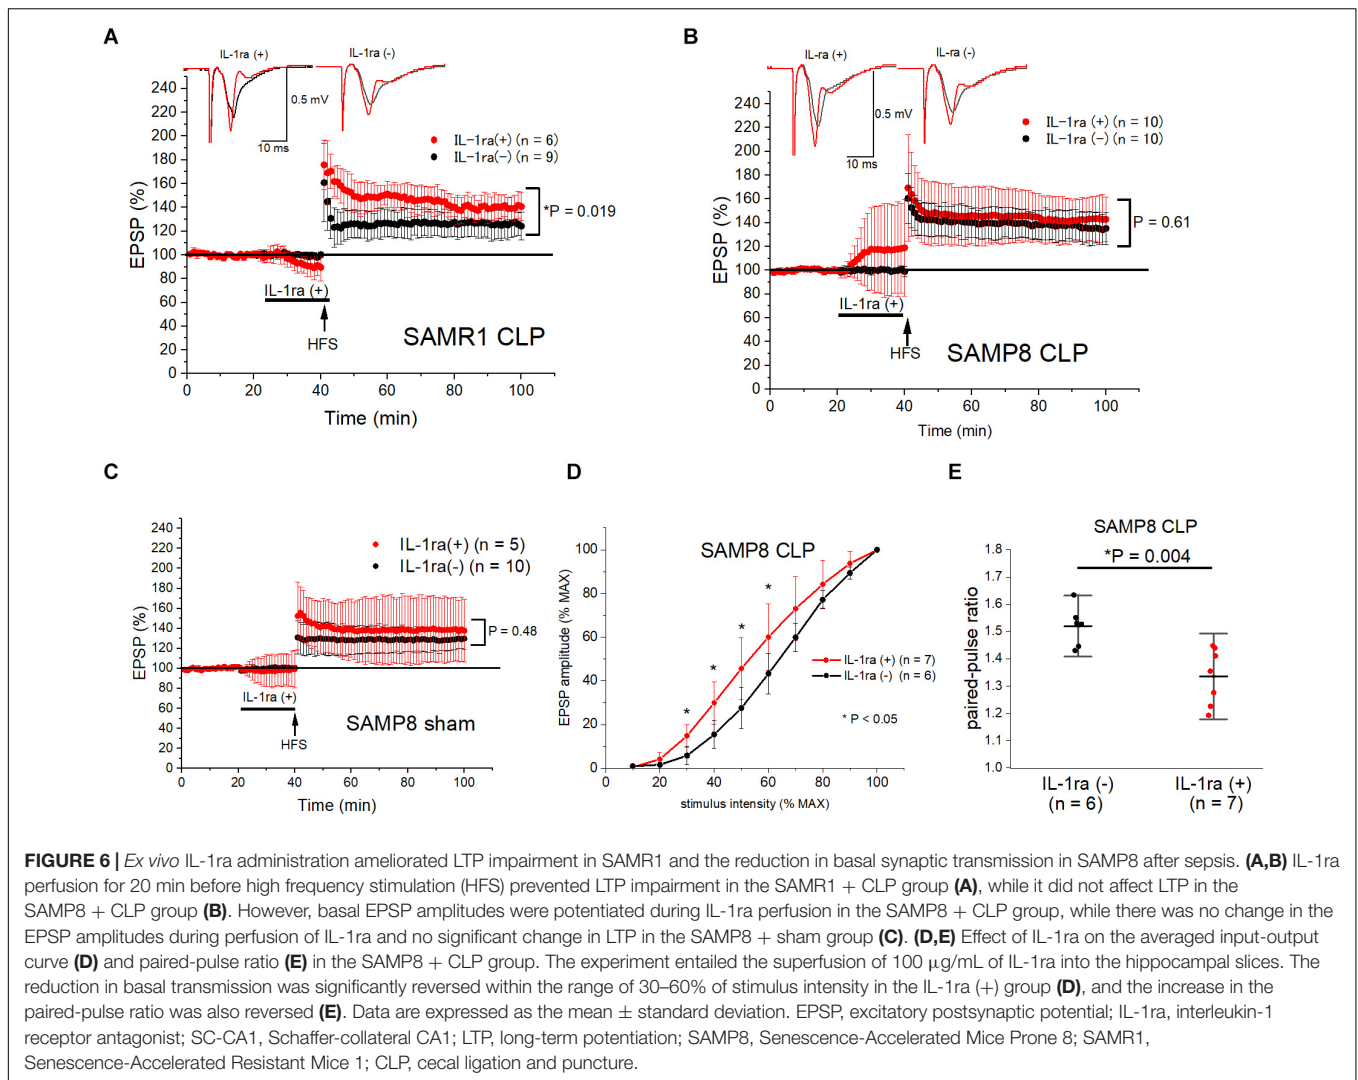 A
IL-1ra (+)
IL-1ra (-)
0.5 mV
10 ms
IL-1ra(+) (n = 6)
IL-1ra(-) (n = 9)
240
220
200
180
160
140
120
100
80
60
40
20
0
EPSP (%)
*P = 0.019
IL-1ra (+)
HFS
SAMR1 CLP
0 20 40 60 80 100
Time (min)
B
IL-ra (+)
IL-ra (-)
0.5 mV
10 ms
IL-1ra (+) (n = 10)
IL-1ra (−) (n = 10)
240
220
200
180
160
140
120
100
80
60
40
20
0
EPSP (%)
P = 0.61
IL-1ra (+)
HFS
SAMP8 CLP
0 20 40 60 80 100
Time (min)
C
IL-1ra(+) (n = 5)
IL-1ra(-) (n = 10)
240
220
200
180
160
140
120
100
80
60
40
20
0
EPSP (%)
P = 0.48
IL-1ra (+)
HFS
SAMP8 sham
0 20 40 60 80 100
Time (min)
D
SAMP8 CLP
100
80
60
40
20
0
EPSP amplitude (% MAX)
* * * *
IL-1ra (+) (n = 7)
IL-1ra (-) (n = 6)
* P < 0.05
0 20 40 60 80 100
stimulus intensity (% MAX)
E
SAMP8 CLP
*P = 0.004
1.8
1.7
1.6
1.5
1.4
1.3
1.2
1.1
1.0
paired-pulse ratio
IL-1ra (-) IL-1ra (+)
(n = 6) (n = 7)
FIGURE 6 | Ex vivo IL-1ra administration ameliorated LTP impairment in SAMR1 and the reduction in basal synaptic transmission in SAMP8 after sepsis. (A,B) IL-1ra
perfusion for 20 min before high frequency stimulation (HFS) prevented LTP impairment in the SAMR1 + CLP group (A), while it did not affect LTP in the
SAMP8 + CLP group (B). However, basal EPSP amplitudes were potentiated during IL-1ra perfusion in the SAMP8 + CLP group, while there was no change in the
EPSP amplitudes during perfusion of IL-1ra and no significant change in LTP in the SAMP8 + sham group (C). (D,E) Effect of IL-1ra on the averaged input-output
curve (D) and paired-pulse ratio (E) in the SAMP8 + CLP group. The experiment entailed the superfusion of 100 μg/mL of IL-1ra into the hippocampal slices. The
reduction in basal transmission was significantly reversed within the range of 30–60% of stimulus intensity in the IL-1ra (+) group (D), and the increase in the
paired-pulse ratio was also reversed (E). Data are expressed as the mean ± standard deviation. EPSP, excitatory postsynaptic potential; IL-1ra, interleukin-1
receptor antagonist; SC-CA1, Schaffer-collateral CA1; LTP, long-term potentiation; SAMP8, Senescence-Accelerated Mice Prone 8; SAMR1,
Senescence-Accelerated Resistant Mice 1; CLP, cecal ligation and puncture.